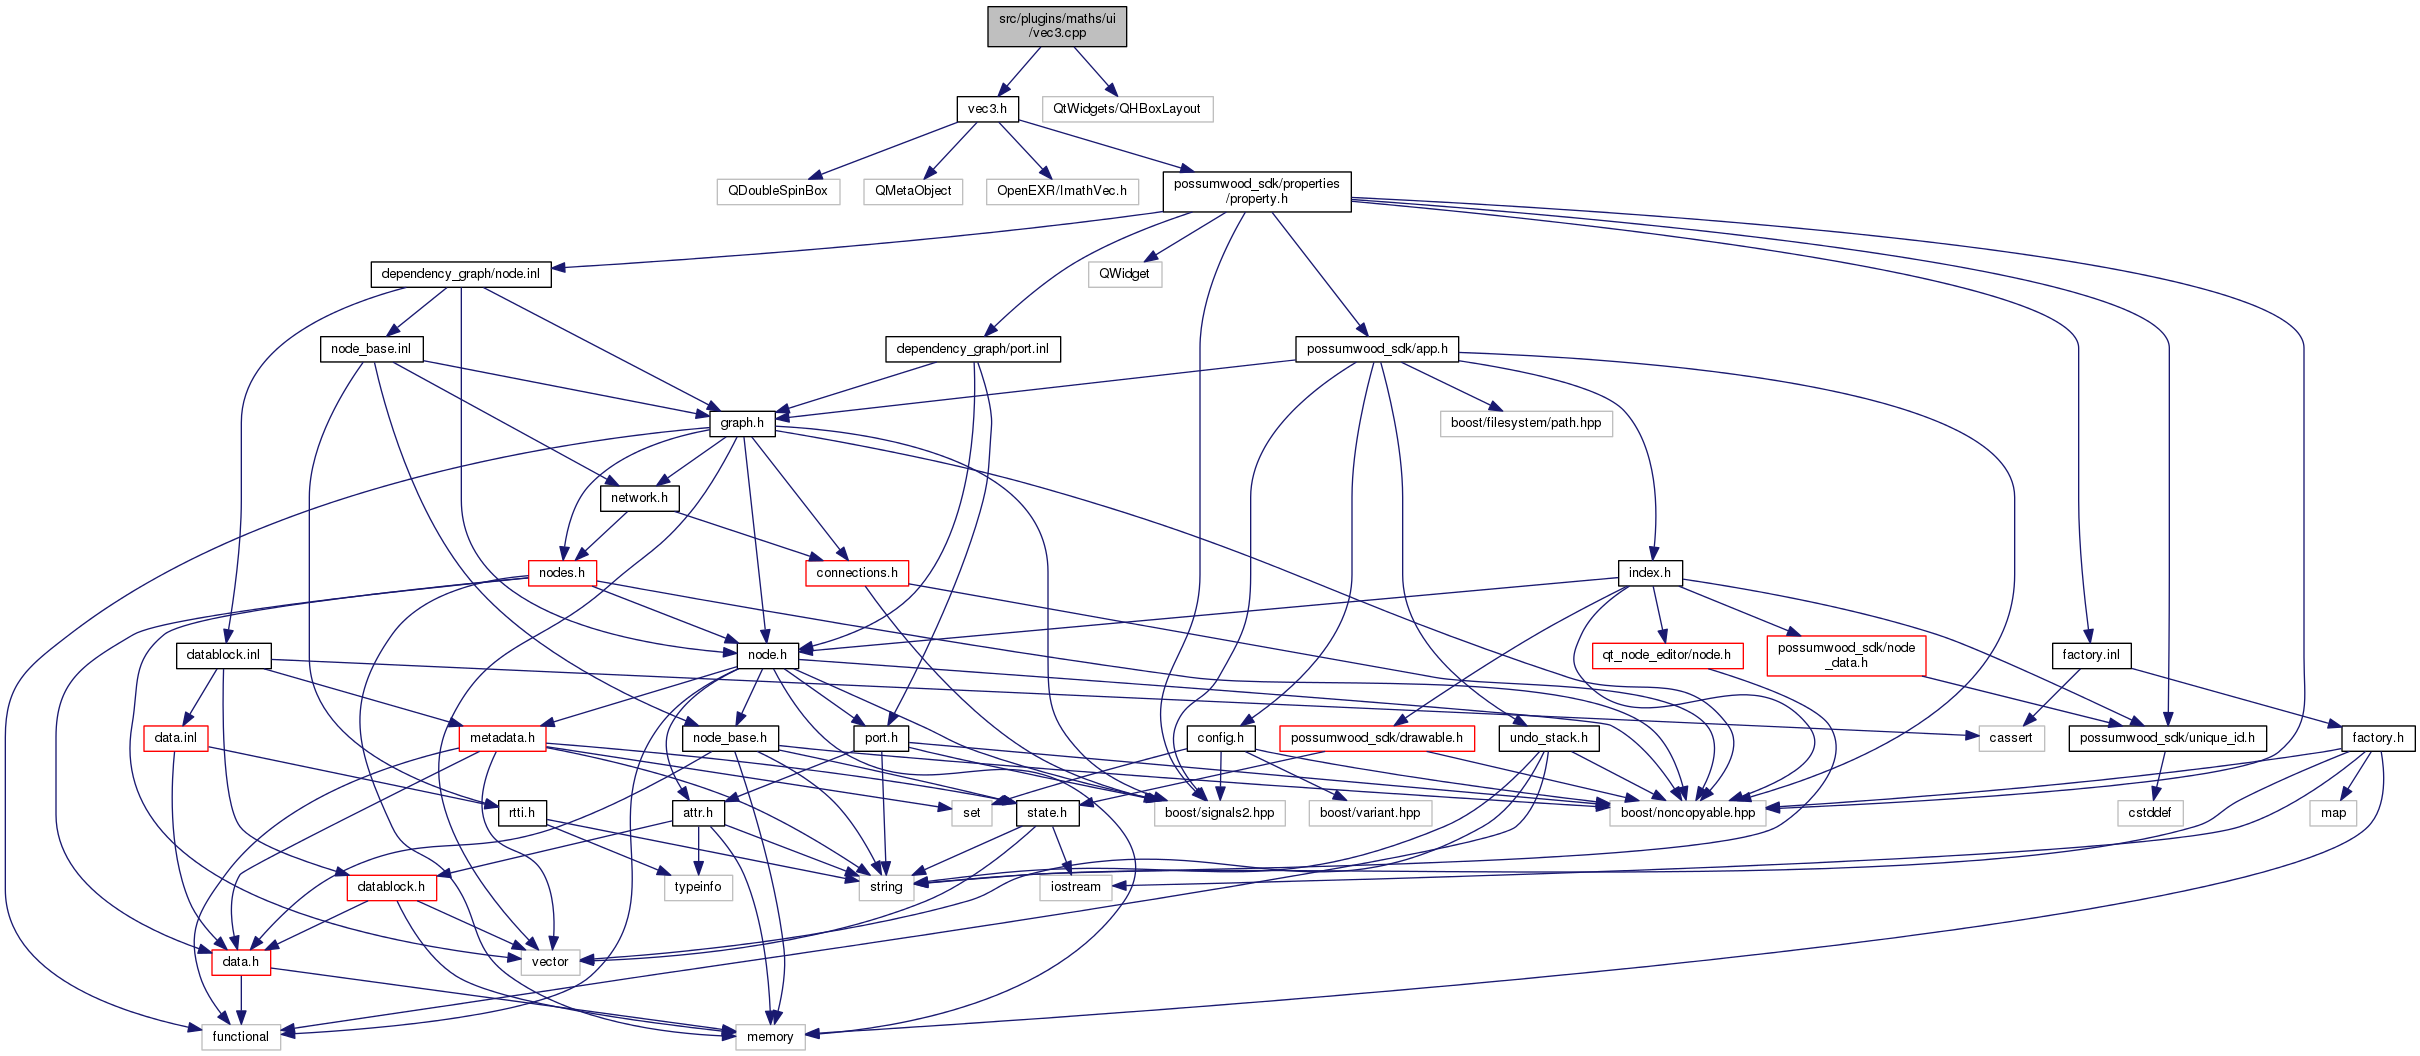 src/plugins/maths/ui
/vec3.cpp
vec3.h
QtWidgets/QHBoxLayout
QDoubleSpinBox
QMetaObject
OpenEXR/ImathVec.h
possumwood_sdk/properties
/property.h
dependency_graph/node.inl
QWidget
node_base.inl
dependency_graph/port.inl
possumwood_sdk/app.h
graph.h
boost/filesystem/path.hpp
network.h
nodes.h
connections.h
index.h
datablock.inl
node.h
qt_node_editor/node.h
possumwood_sdk/node
_data.h
factory.inl
data.inl
metadata.h
node_base.h
port.h
config.h
possumwood_sdk/drawable.h
undo_stack.h
cassert
possumwood_sdk/unique_id.h
factory.h
rtti.h
attr.h
set
state.h
boost/signals2.hpp
boost/variant.hpp
boost/noncopyable.hpp
cstddef
map
datablock.h
typeinfo
string
iostream
data.h
vector
functional
memory